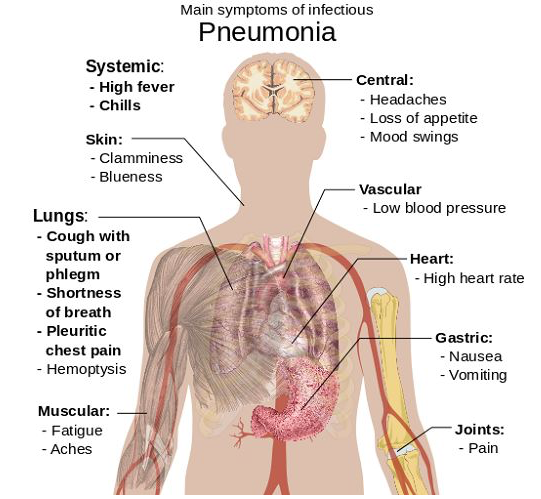 Main symptoms of infectious
Pneumonia
Systemic:
- High fever
- Chills
Skin:
- Clamminess
- Blueness
Lungs:
- Cough with
sputum or
phlegm
- Shortness
of breath
- Pleuritic
chest pain
- Hemoptysis
Muscular:
- Fatigue
- Aches
Central:
- Headaches
- Loss of appetite
- Mood swings
Vascular
- Low blood pressure
Heart:
- High heart rate
Gastric:
- Nausea
- Vomiting
Joints:
- Pain